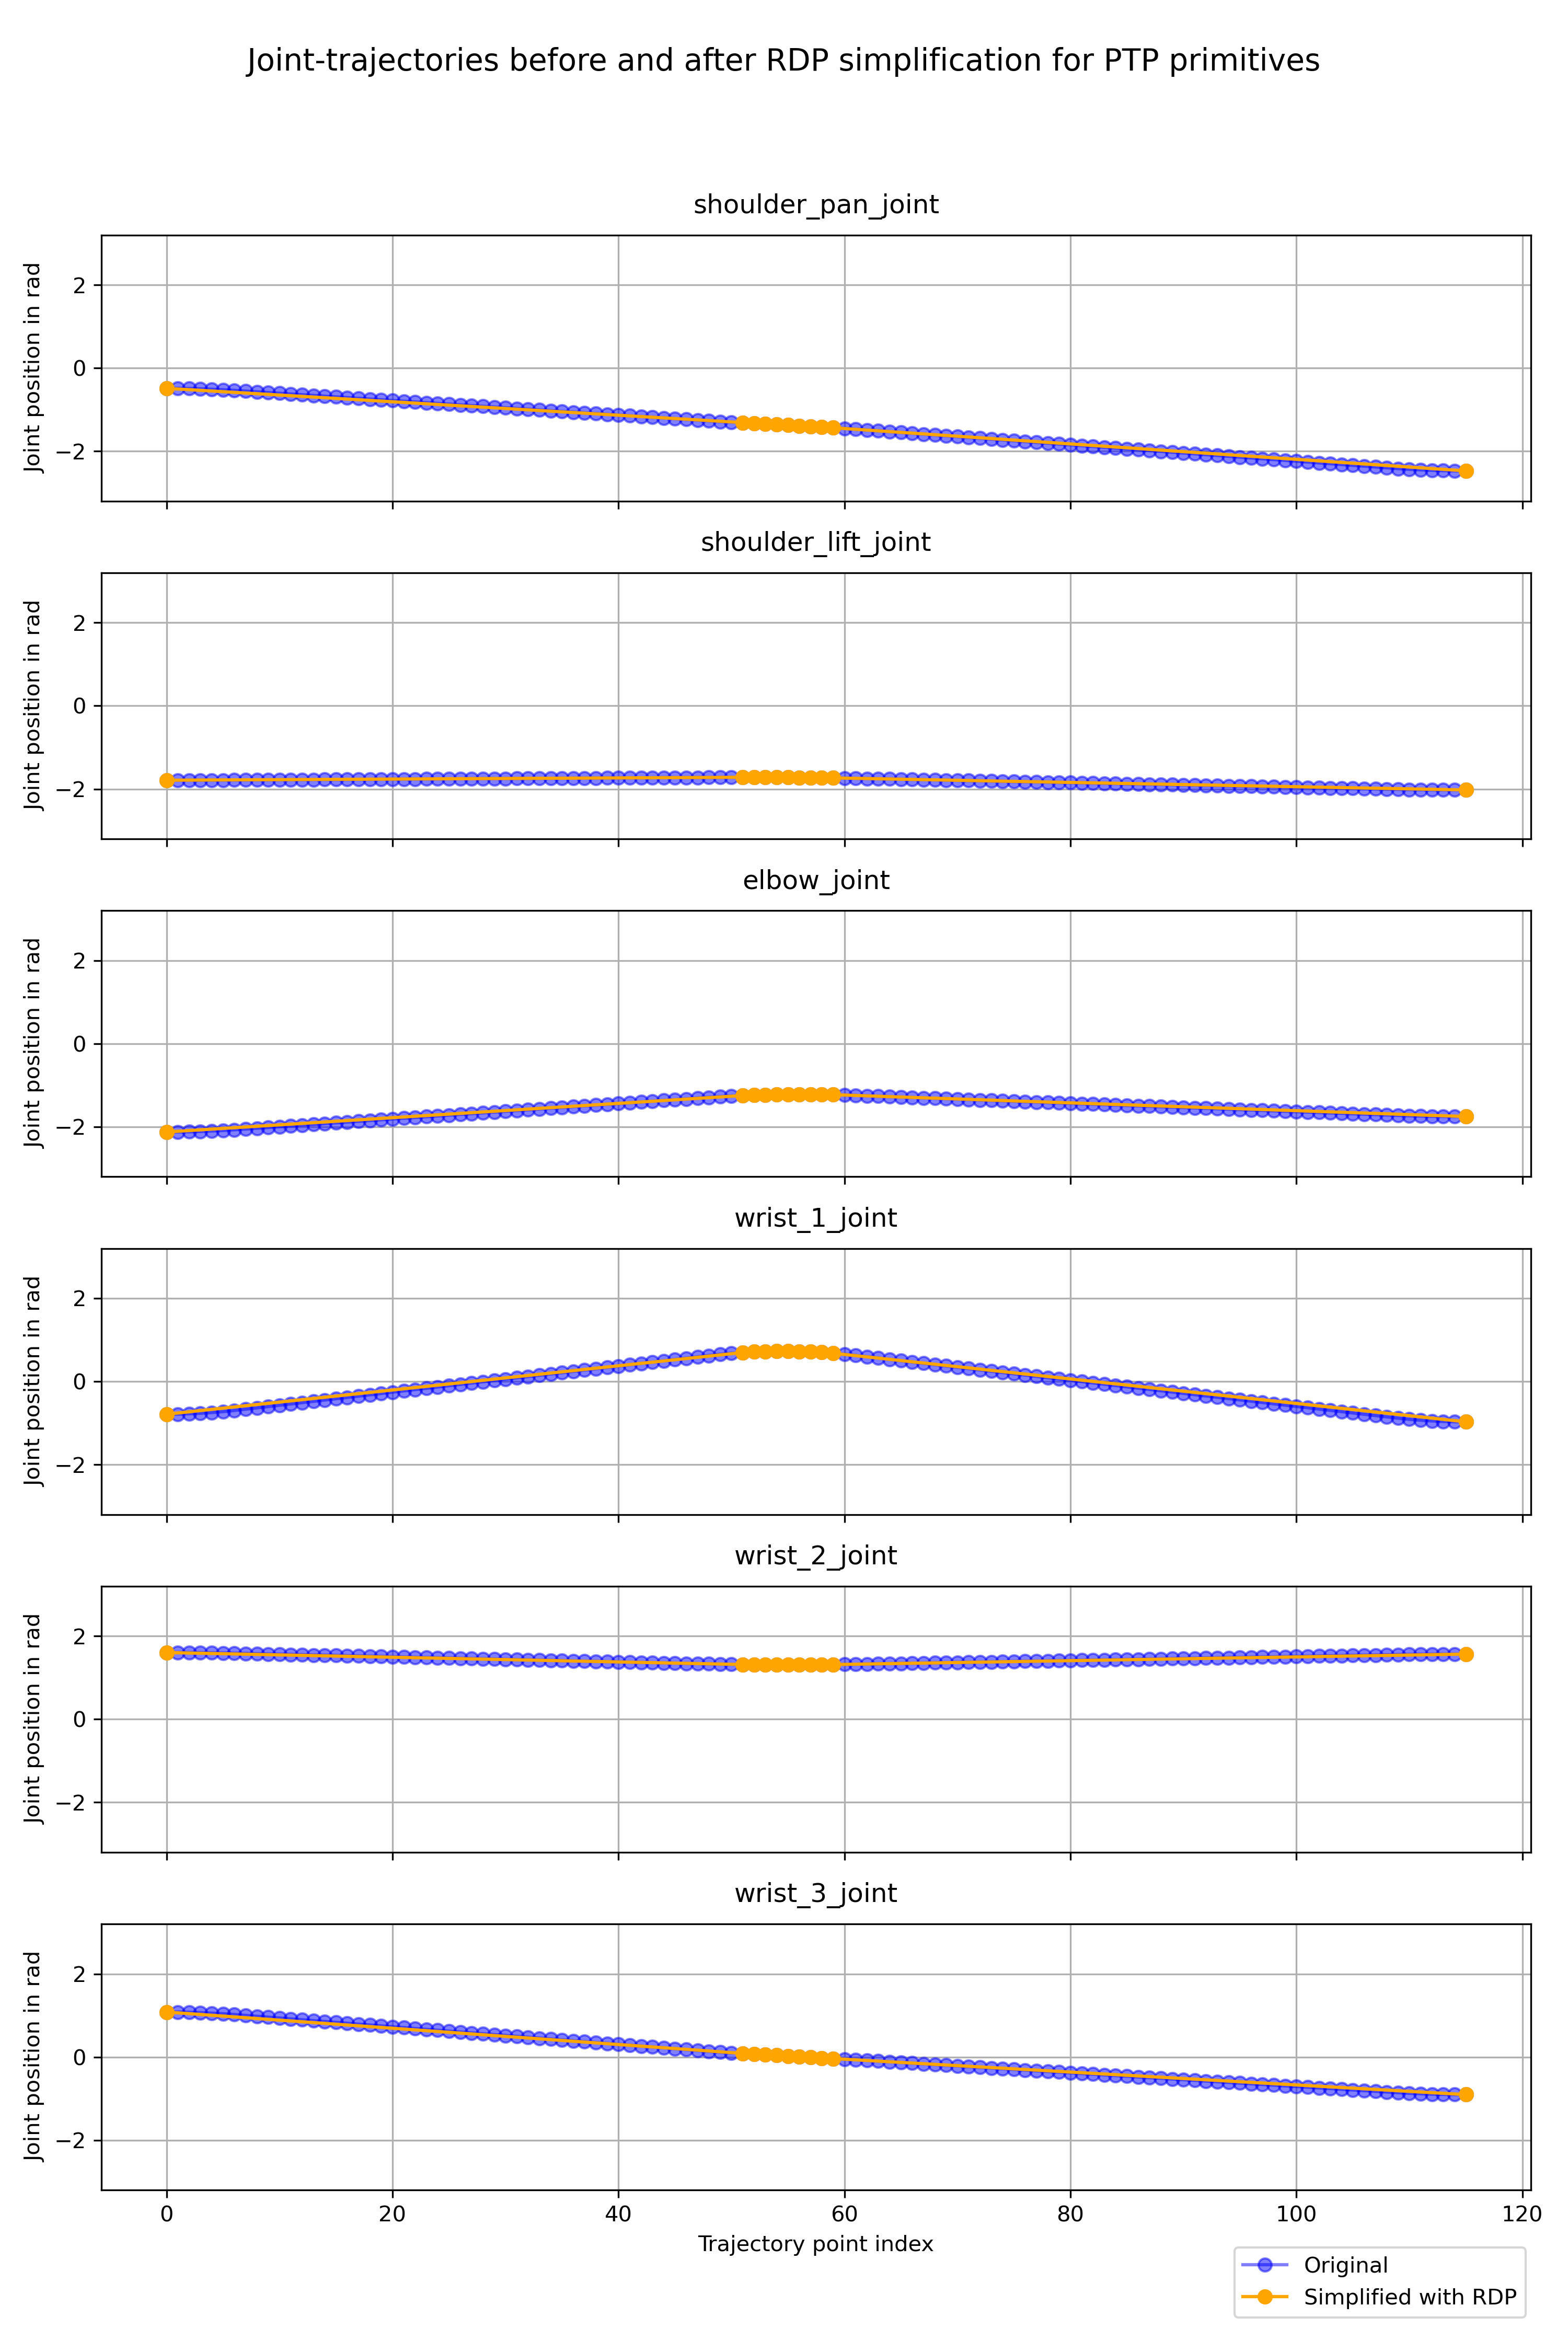 Joint-trajectories before and after RDP simplification for PTP primitives
shoulder_pan_joint
Joint position in rad
2
0
−2
shoulder_lift_joint
Joint position in rad
2
0
−2
elbow_joint
Joint position in rad
2
0
−2
wrist_1_joint
Joint position in rad
2
0
−2
wrist_2_joint
Joint position in rad
2
0
−2
wrist_3_joint
Joint position in rad
2
0
−2
0 20 40 60 80 100 120
Trajectory point index
Original
Simplified with RDP